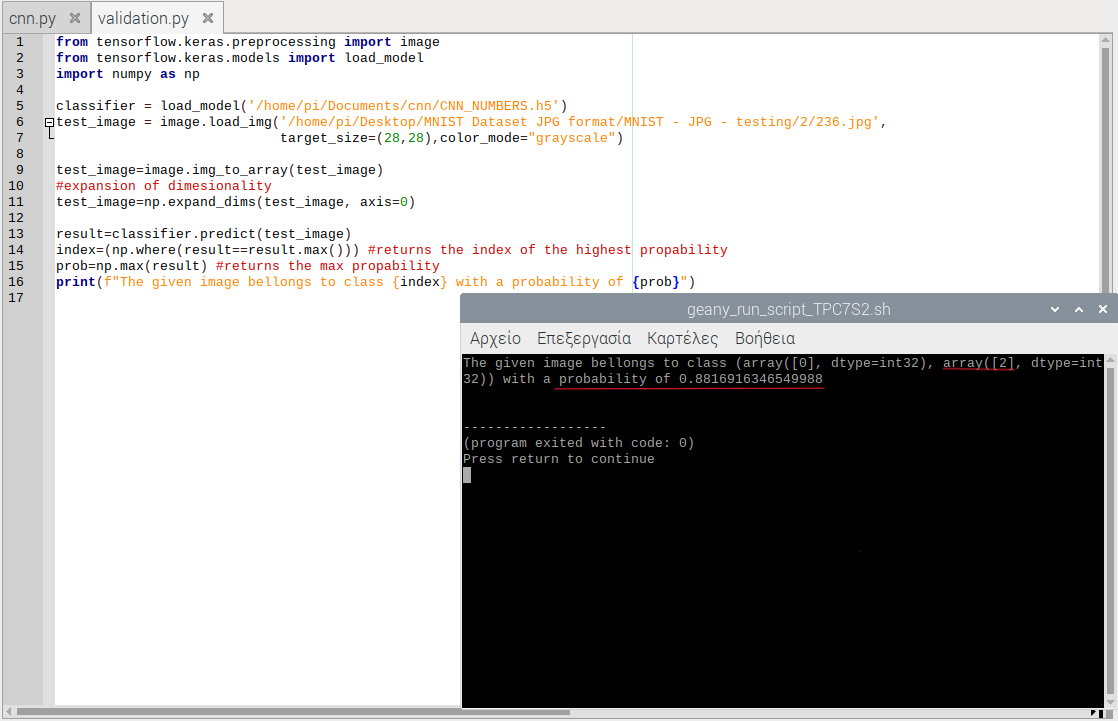 cnn.py validation.py
1 from tensorflow.keras.preprocessing import image
2 from tensorflow.keras.models import load_model
3 import numpy as np
4
5 classifier = load_model('/home/pi/Documents/cnn/CNN_NUMBERS.h5')
6 test_image = image.load_img('/home/pi/Desktop/MNIST Dataset JPG format/MNIST - JPG - testing/2/236.jpg',
7 target_size=(28,28),color_mode="grayscale")
8
9 test_image=image.img_to_array(test_image)
10 #expansion of dimesionality
11 test_image=np.expand_dims(test_image, axis=0)
12
13 result=classifier.predict(test_image)
14 index=(np.where(result==result.max())) #returns the index of the highest propability
15 prob=np.max(result) #returns the max propability
16 print(f"The given image bellongs to class {index} with a probability of {prob}")
17
geany_run_script_TPC7S2.sh
Αρχείο Επεξεργασία Καρτέλες Βοήθεια
The given image bellongs to class (array([0], dtype=int32), array([2], dtype=int
32)) with a probability of 0.8816916346549988
------------------
(program exited with code: 0)
Press return to continue